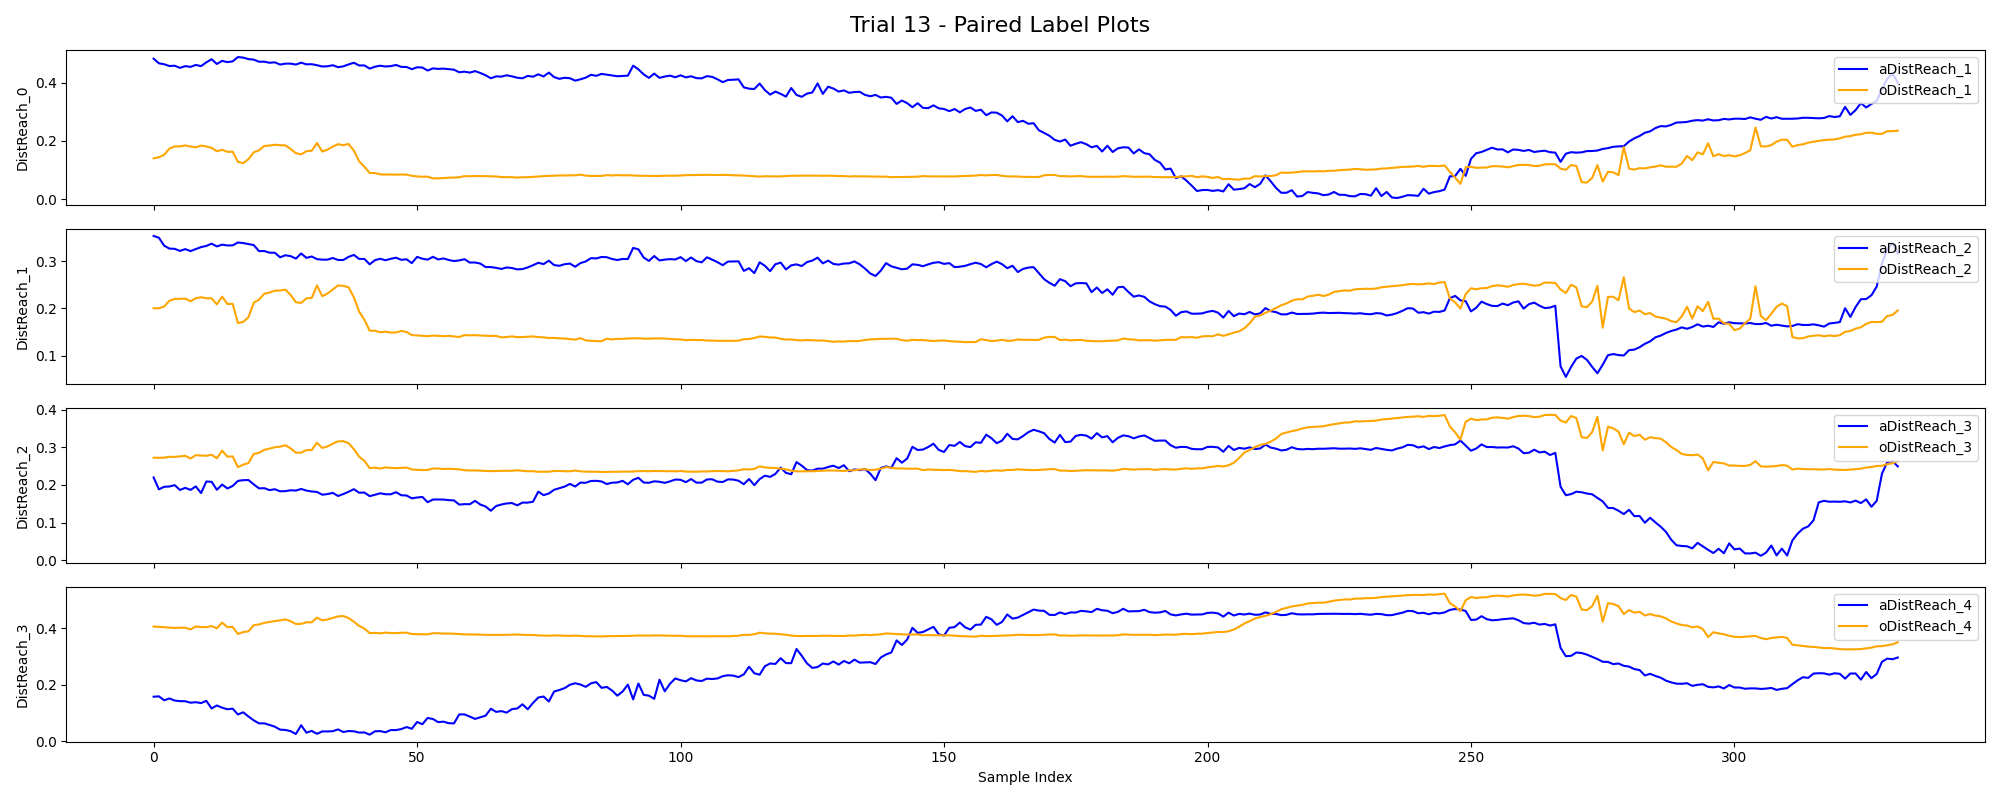 Trial 13 - Paired Label Plots
DistReach_0
0.4
0.2
0.0
aDistReach_1
oDistReach_1
DistReach_1
0.3
0.2
0.1
aDistReach_2
oDistReach_2
DistReach_2
0.4
0.3
0.2
0.1
0.0
aDistReach_3
oDistReach_3
DistReach_3
0.4
0.2
0.0
aDistReach_4
oDistReach_4
0 50 100 150 200 250 300
Sample Index